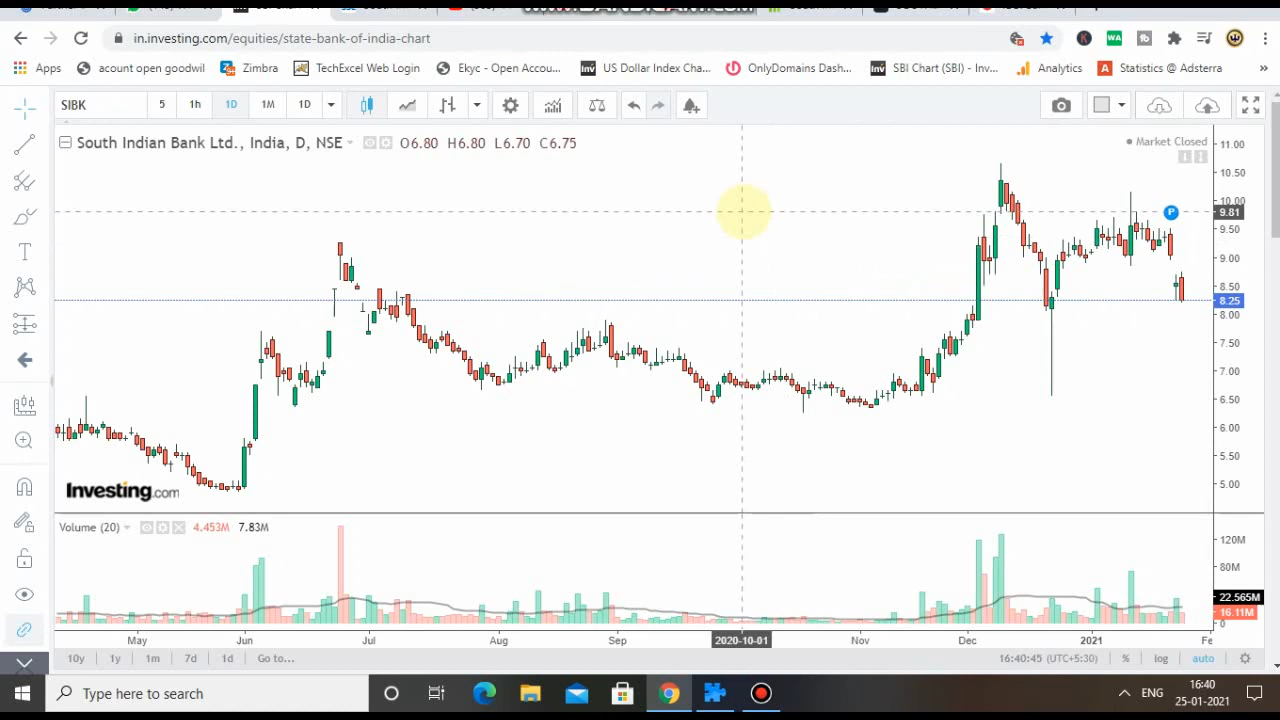 in.investing.com/equities/state-bank-of-india-chart
Apps acount open goodwil Zimbra TechExcel Web Login Ekyc - Open Accou... US Dollar Index Cha... OnlyDomains Dash... SBI Chart (SBI) - Inv... Analytics Statistics @ Adsterra »
SIBK 5 1h 1D 1M 1D
South Indian Bank Ltd., India, D, NSE O6.80 H6.80 L6.70 C6.75
Market Closed
11.00
10.50
10.00
P
9.81
9.50
9.00
8.50
8.25
8.00
7.50
7.00
6.50
6.00
5.50
5.00
Investing.com
Volume (20) 4.453M 7.83M
120M
80M
22.565M
16.11M
0
May Jun Jul Aug Sep 2020-10-01 Nov Dec 2021 Fe
10y 1y 1m 7d 1d Go to... 16:40:45 (UTC+5:30) % log auto
Type here to search
ENG
16:40
25-01-2021